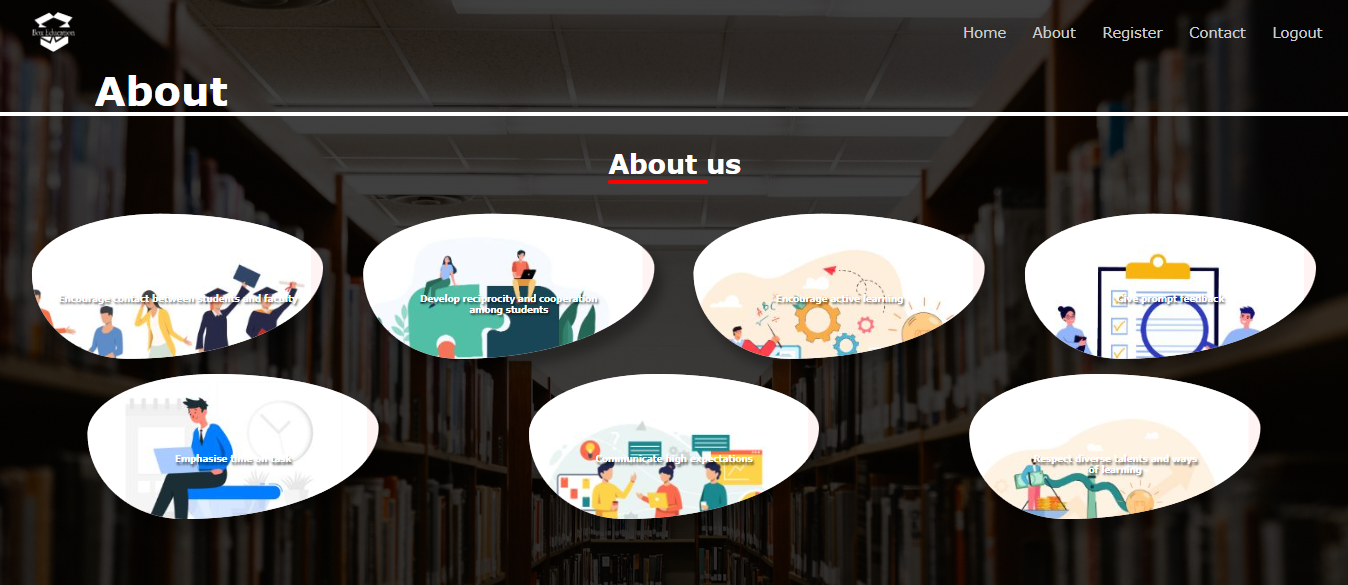 Box Education
Home
About
Register
Contact
Logout
About
About us
Encourage contact between students and faculty
Develop reciprocity and cooperation
among students
Encourage active learning
Give prompt feedback
ABC
Emphasise time on task
Communicate high expectations
Respect diverse talents and ways
of learning